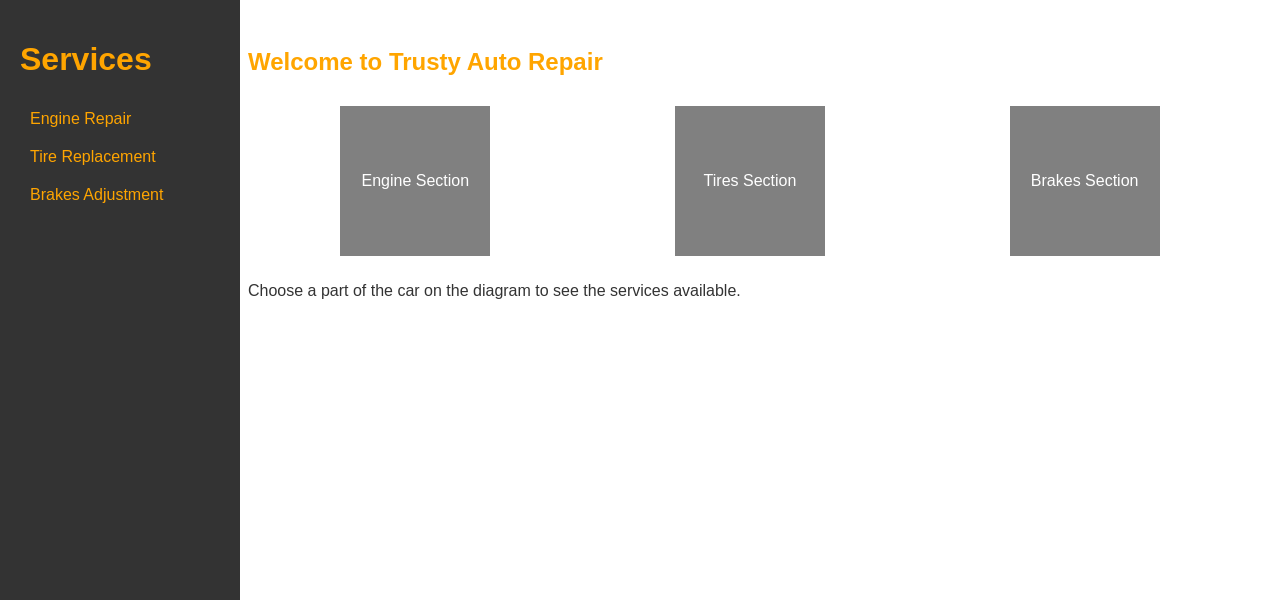 Services
Engine Repair
Tire Replacement
Brakes Adjustment
Welcome to Trusty Auto Repair
Engine Section
Tires Section
Brakes Section
Choose a part of the car on the diagram to see the services available.